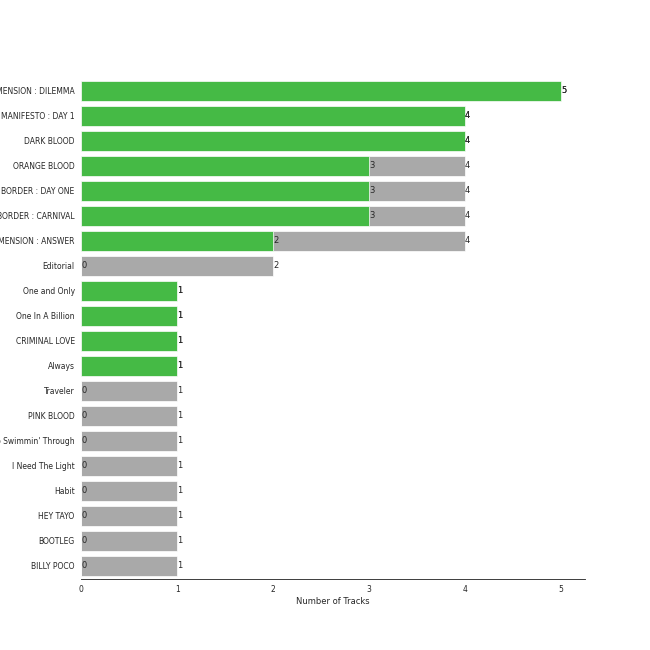 MENSION : DILEMMA 5
MANIFESTO : DAY 1 4
DARK BLOOD 4
ORANGE BLOOD 3 4
BORDER : DAY ONE 3 4
BORDER : CARNIVAL 3 4
MENSION : ANSWER 2 4
Editorial 0 2
One and Only 1
One In A Billion 1
CRIMINAL LOVE 1
Always 1
Traveler 0 1
PINK BLOOD 0 1
Swimmin' Through 0 1
I Need The Light 0 1
Habit 0 1
HEY TAYO 0 1
BOOTLEG 0 1
BILLY POCO 0 1
0 1 2 3 4 5
Number of Tracks